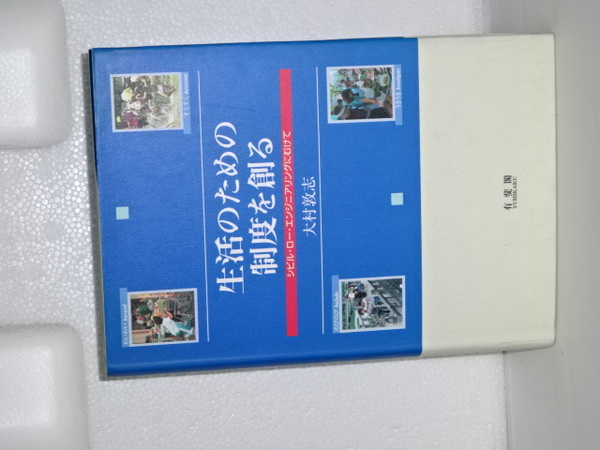 生活のための
制度を創る
シビル・ロー・エンジニアリングにむけて
大村敦志
有斐閣
YUHIKAKU